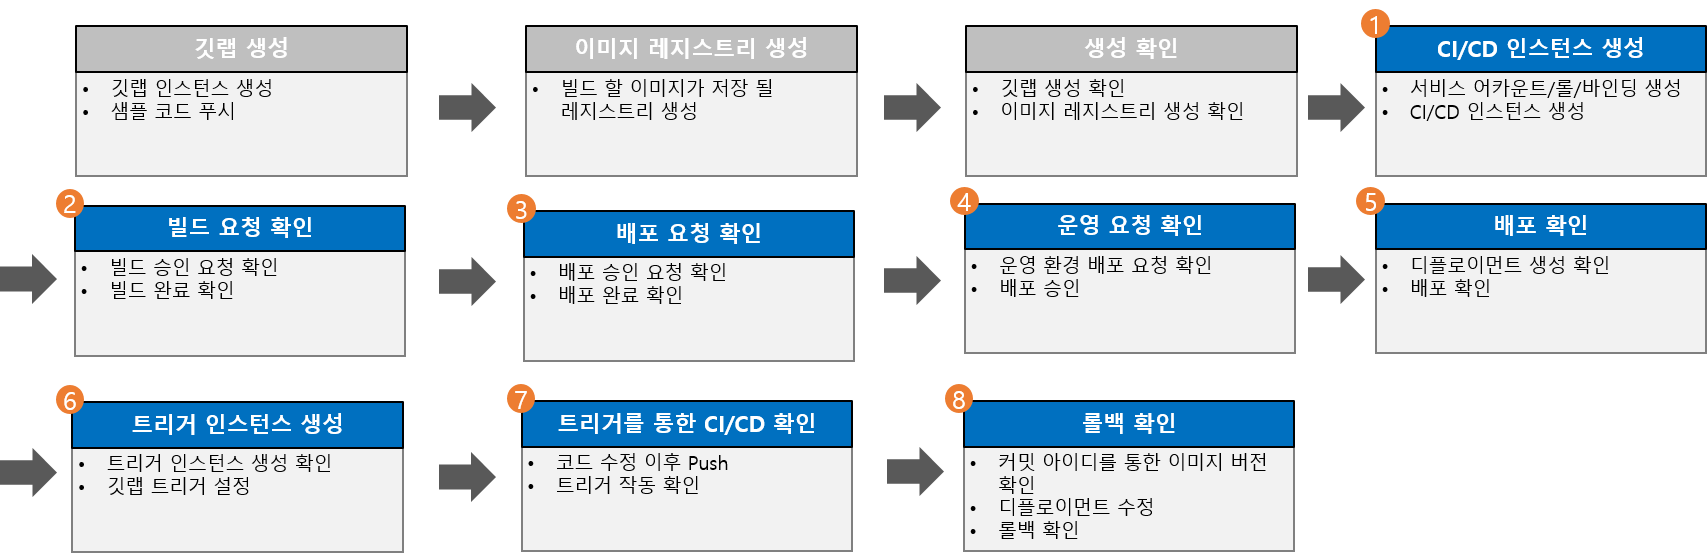 깃랩 생성
• 깃랩 인스턴스 생성
• 샘플 코드 푸시
이미지 레지스트리 생성
• 빌드 할 이미지가 저장 될
레지스트리 생성
생성 확인
• 깃랩 생성 확인
• 이미지 레지스트리 생성 확인
1
CI/CD 인스턴스 생성
• 서비스 어카운트/롤/바인딩 생성
• CI/CD 인스턴스 생성
2
빌드 요청 확인
• 빌드 승인 요청 확인
• 빌드 완료 확인
3
배포 요청 확인
• 배포 승인 요청 확인
• 배포 완료 확인
4
운영 요청 확인
• 운영 환경 배포 요청 확인
• 배포 승인
5
배포 확인
• 디플로이먼트 생성 확인
• 배포 확인
6
트리거 인스턴스 생성
• 트리거 인스턴스 생성 확인
• 깃랩 트리거 설정
7
트리거를 통한 CI/CD 확인
• 코드 수정 이후 Push
• 트리거 작동 확인
8
롤백 확인
• 커밋 아이디를 통한 이미지 버전
확인
• 디플로이먼트 수정
• 롤백 확인